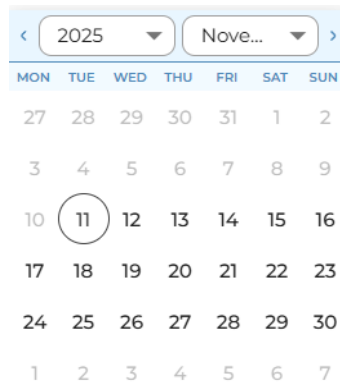 ‹ 2025 Nove... ›
MON TUE WED THU FRI SAT SUN
27 28 29 30 31 1 2
3 4 5 6 7 8 9
10 11 12 13 14 15 16
17 18 19 20 21 22 23
24 25 26 27 28 29 30
1 2 3 4 5 6 7